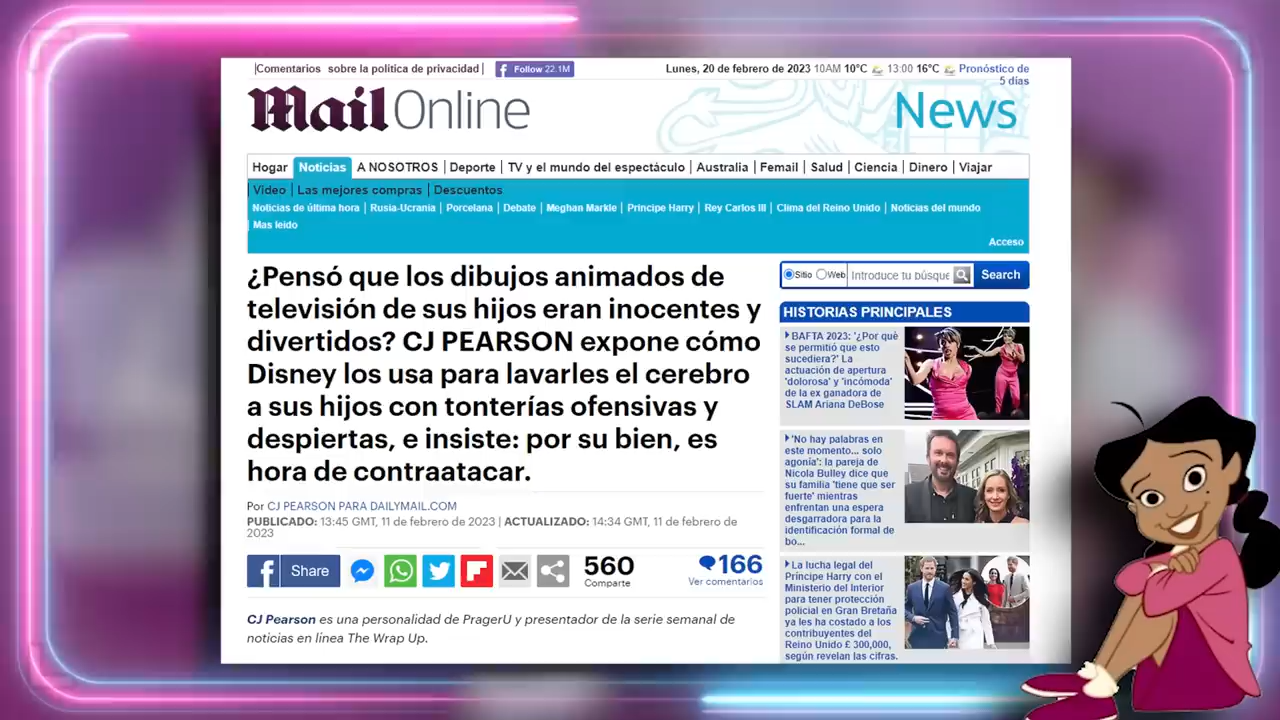 Comentarios sobre la política de privacidad
Follow 22.1M
Lunes, 20 de febrero de 2023 10AM 10°C 13:00 16°C Pronóstico de
5 días
Mail Online
News
Hogar Noticias A NOSOTROS Deporte TV y el mundo del espectáculo Australia Femail Salud Ciencia Dinero Viajar
Video Las mejores compras Descuentos
Noticias de última hora Rusia-Ucrania Porcelana Debate Meghan Markle Principe Harry Rey Carlos III Clima del Reino Unido Noticias del mundo
Mas leído
Acceso
¿Pensó que los dibujos animados de
televisión de sus hijos eran inocentes y
divertidos? CJ PEARSON expone cómo
Disney los usa para lavarles el cerebro
a sus hijos con tonterías ofensivas y
despiertas, e insiste: por su bien, es
hora de contraatacar.
Por CJ PEARSON PARA DAILYMAIL.COM
PUBLICADO: 13:45 GMT, 11 de febrero de 2023 | ACTUALIZADO: 14:34 GMT, 11 de febrero de
2023
Share
560
Comparte
166
Ver comentarios
CJ Pearson es una personalidad de PragerU y presentador de la serie semanal de
noticias en línea The Wrap Up.
Sitio Web Introduce tu búsque Search
HISTORIAS PRINCIPALES
BAFTA 2023: '¿Por qué
se permitió que esto
sucediera?' La
actuación de apertura
'dolorosa' y 'incómoda'
de la ex ganadora de
SLAM Ariana DeBose
'No hay palabras en
este momento... solo
agonía': la pareja de
Nicola Bulley dice que
su familia 'tiene que ser
fuerte' mientras
enfrentan una espera
desgarradora para la
identificación formal de
bo...
La lucha legal del
Príncipe Harry con el
Ministerio del Interior
para tener protección
policial en Gran Bretaña
ya les ha costado a los
contribuyentes del
Reino Unido £ 300,000,
según revelan las cifras.